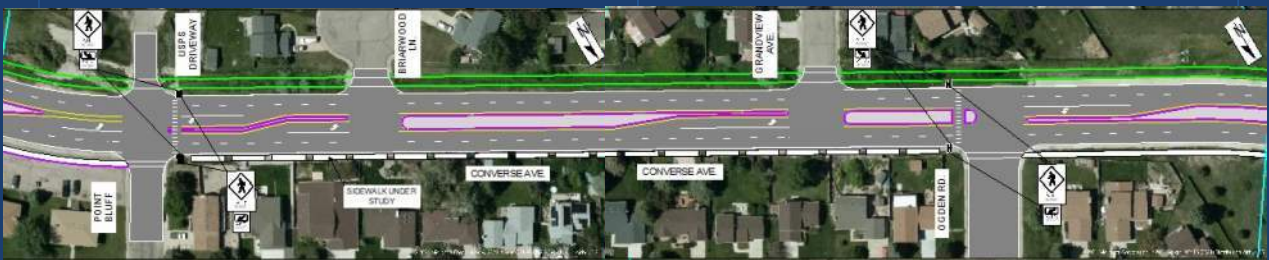 USPS
DRIVEWAY
BRIARWOOD
LN.
GRANDVIEW
AVE.
N
N
POINT
BLUFF
SIDEWALK UNDER
STUDY
CONVERSE AVE.
CONVERSE AVE.
OGDEN RD.